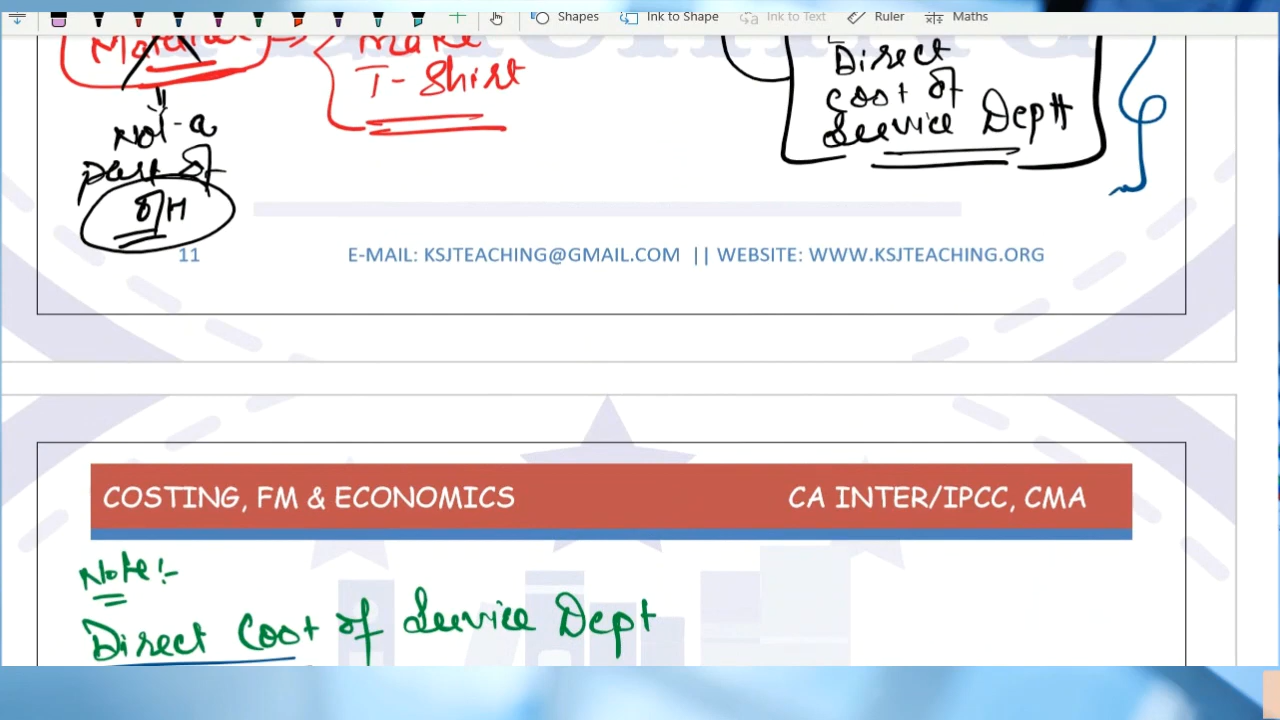 Shapes Ink to Shape Ink to Text Ruler Maths
Make
T-Shirt
Not-a
part of
O/H
Direct
Cost of
Service Deptt
11 E-MAIL: KSJTEACHING@GMAIL.COM || WEBSITE: WWW.KSJTEACHING.ORG
COSTING, FM & ECONOMICS CA INTER/IPCC, CMA
Note:-
Direct Cost of Service Dept